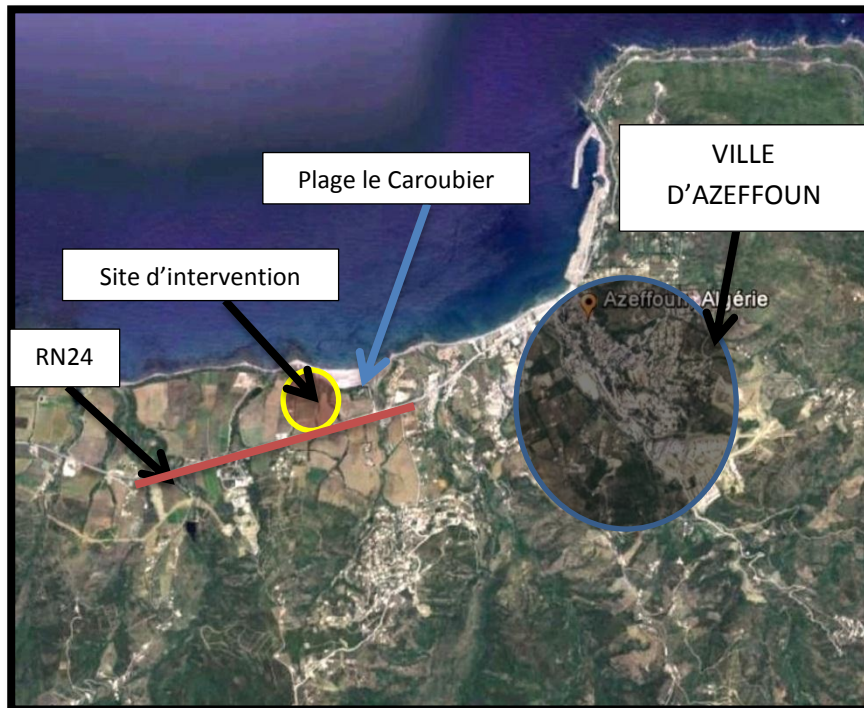 VILLE
D'AZEFFOUN
Plage le Caroubier
Site d'intervention
Azeffoun, Algérie
RN24